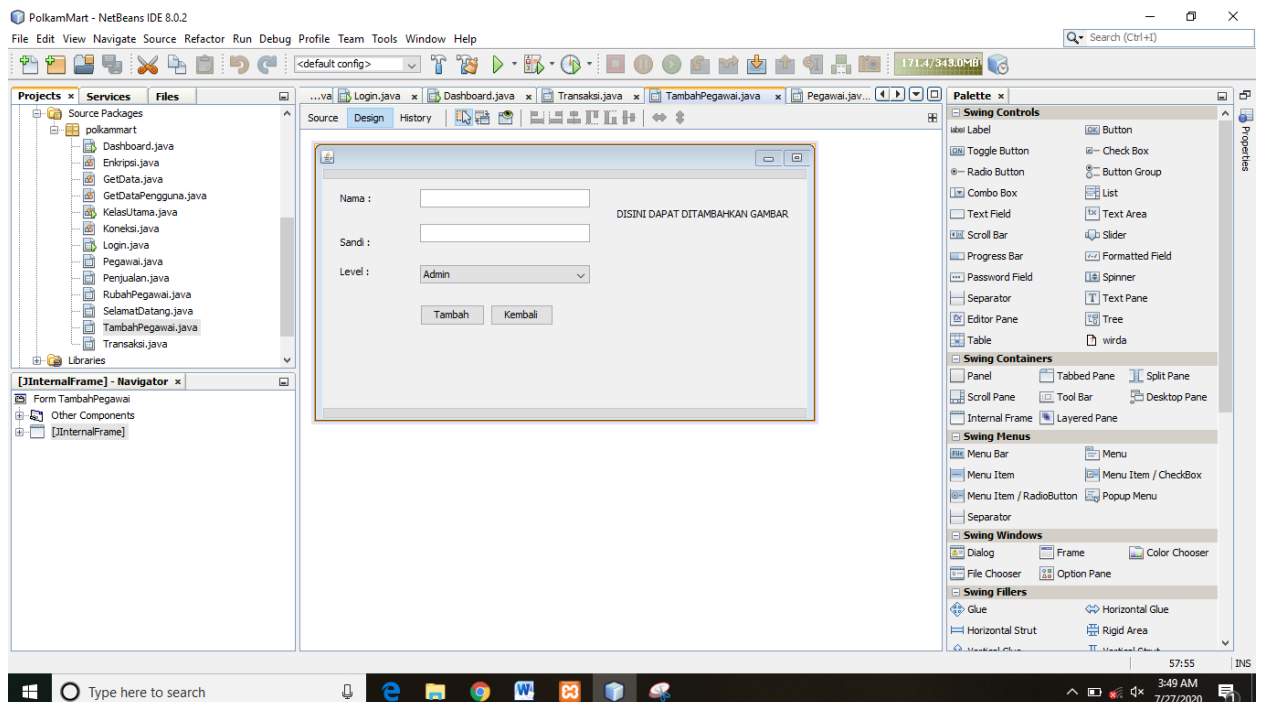 PolkamMart - NetBeans IDE 8.0.2
File Edit View Navigate Source Refactor Run Debug Profile Team Tools Window Help
Search (Ctrl+I)
<default config>
171.4/348.0MB
Projects
Services
Files
Source Packages
polkammart
Dashboard.java
Enkripsi.java
GetData.java
GetDataPengguna.java
KelasUtama.java
Koneksi.java
Login.java
Pegawai.java
Penjualan.java
RubahPegawai.java
SelamatDatang.java
TambahPegawai.java
Transaksi.java
Libraries
[JInternalFrame] - Navigator
Form TambahPegawai
Other Components
[JInternalFrame]
...va Login.java Dashboard.java Transaksi.java TambahPegawai.java Pegawai.jav...
Source Design History
Nama :
DISINI DAPAT DITAMBAHKAN GAMBAR
Sandi :
Level : Admin
Tambah Kembali
Palette
Swing Controls
label Label OK Button
ON Toggle Button Check Box
Radio Button Button Group
Combo Box List
Text Field Text Area
Scroll Bar Slider
Progress Bar Formatted Field
Password Field Spinner
Separator Text Pane
Editor Pane Tree
Table wirda
Swing Containers
Panel Tabbed Pane Split Pane
Scroll Pane Tool Bar Desktop Pane
Internal Frame Layered Pane
Swing Menus
Menu Bar Menu
Menu Item Menu Item / CheckBox
Menu Item / RadioButton Popup Menu
Separator
Swing Windows
Dialog Frame Color Chooser
File Chooser Option Pane
Swing Fillers
Glue Horizontal Glue
Horizontal Strut Rigid Area
Properties
57:55 INS
Type here to search
3:49 AM
7/27/2020